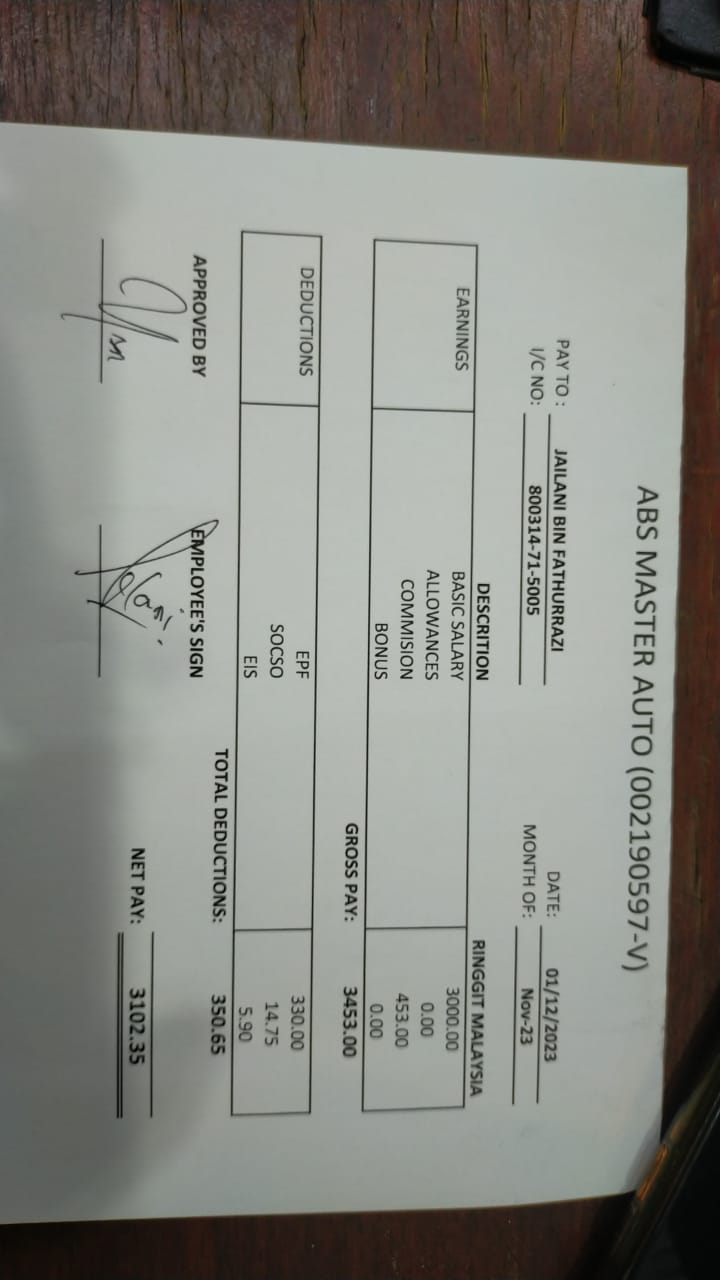 ABS MASTER AUTO (002190597-V)
PAY TO : JAILANI BIN FATHURRAZI DATE: 01/12/2023
I/C NO: 800314-71-5005 MONTH OF: Nov-23
DESCRITION RINGGIT MALAYSIA
EARNINGS BASIC SALARY 3000.00
ALLOWANCES 0.00
COMMISION 453.00
BONUS 0.00
GROSS PAY: 3453.00
DEDUCTIONS EPF 330.00
SOCSO 14.75
EIS 5.90
TOTAL DEDUCTIONS: 350.65
APPROVED BY EMPLOYEE'S SIGN
NET PAY: 3102.35